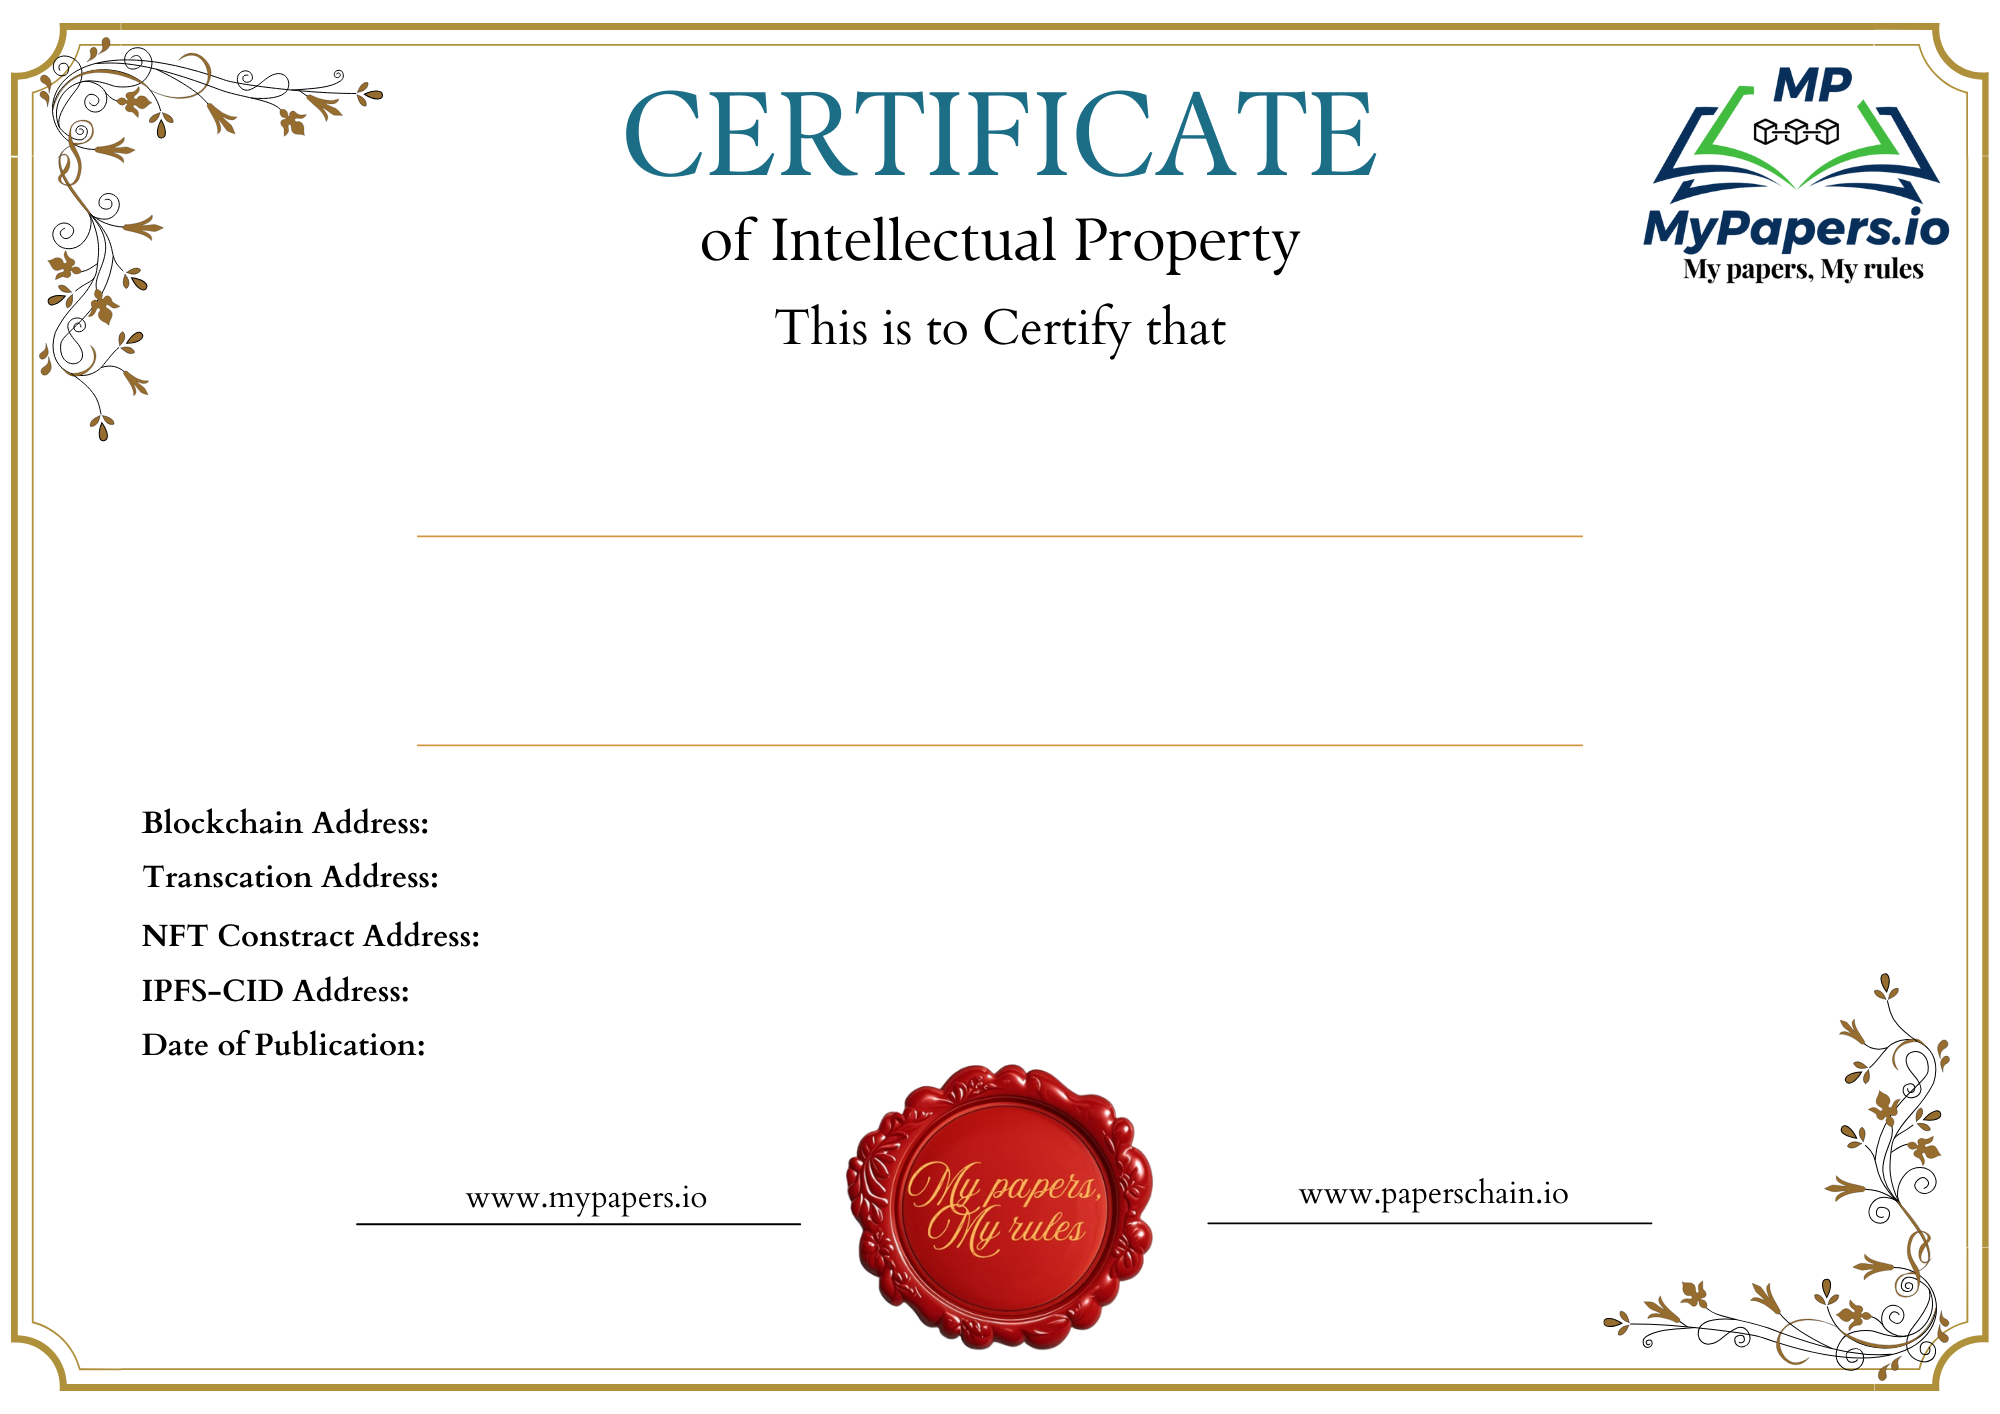 CERTIFICATE
of Intellectual Property
This is to Certify that
MP
MyPapers.io
My papers, My rules
Blockchain Address:
Transcation Address:
NFT Constract Address:
IPFS-CID Address:
Date of Publication:
www.mypapers.io
My papers,
My rules
www.paperschain.io